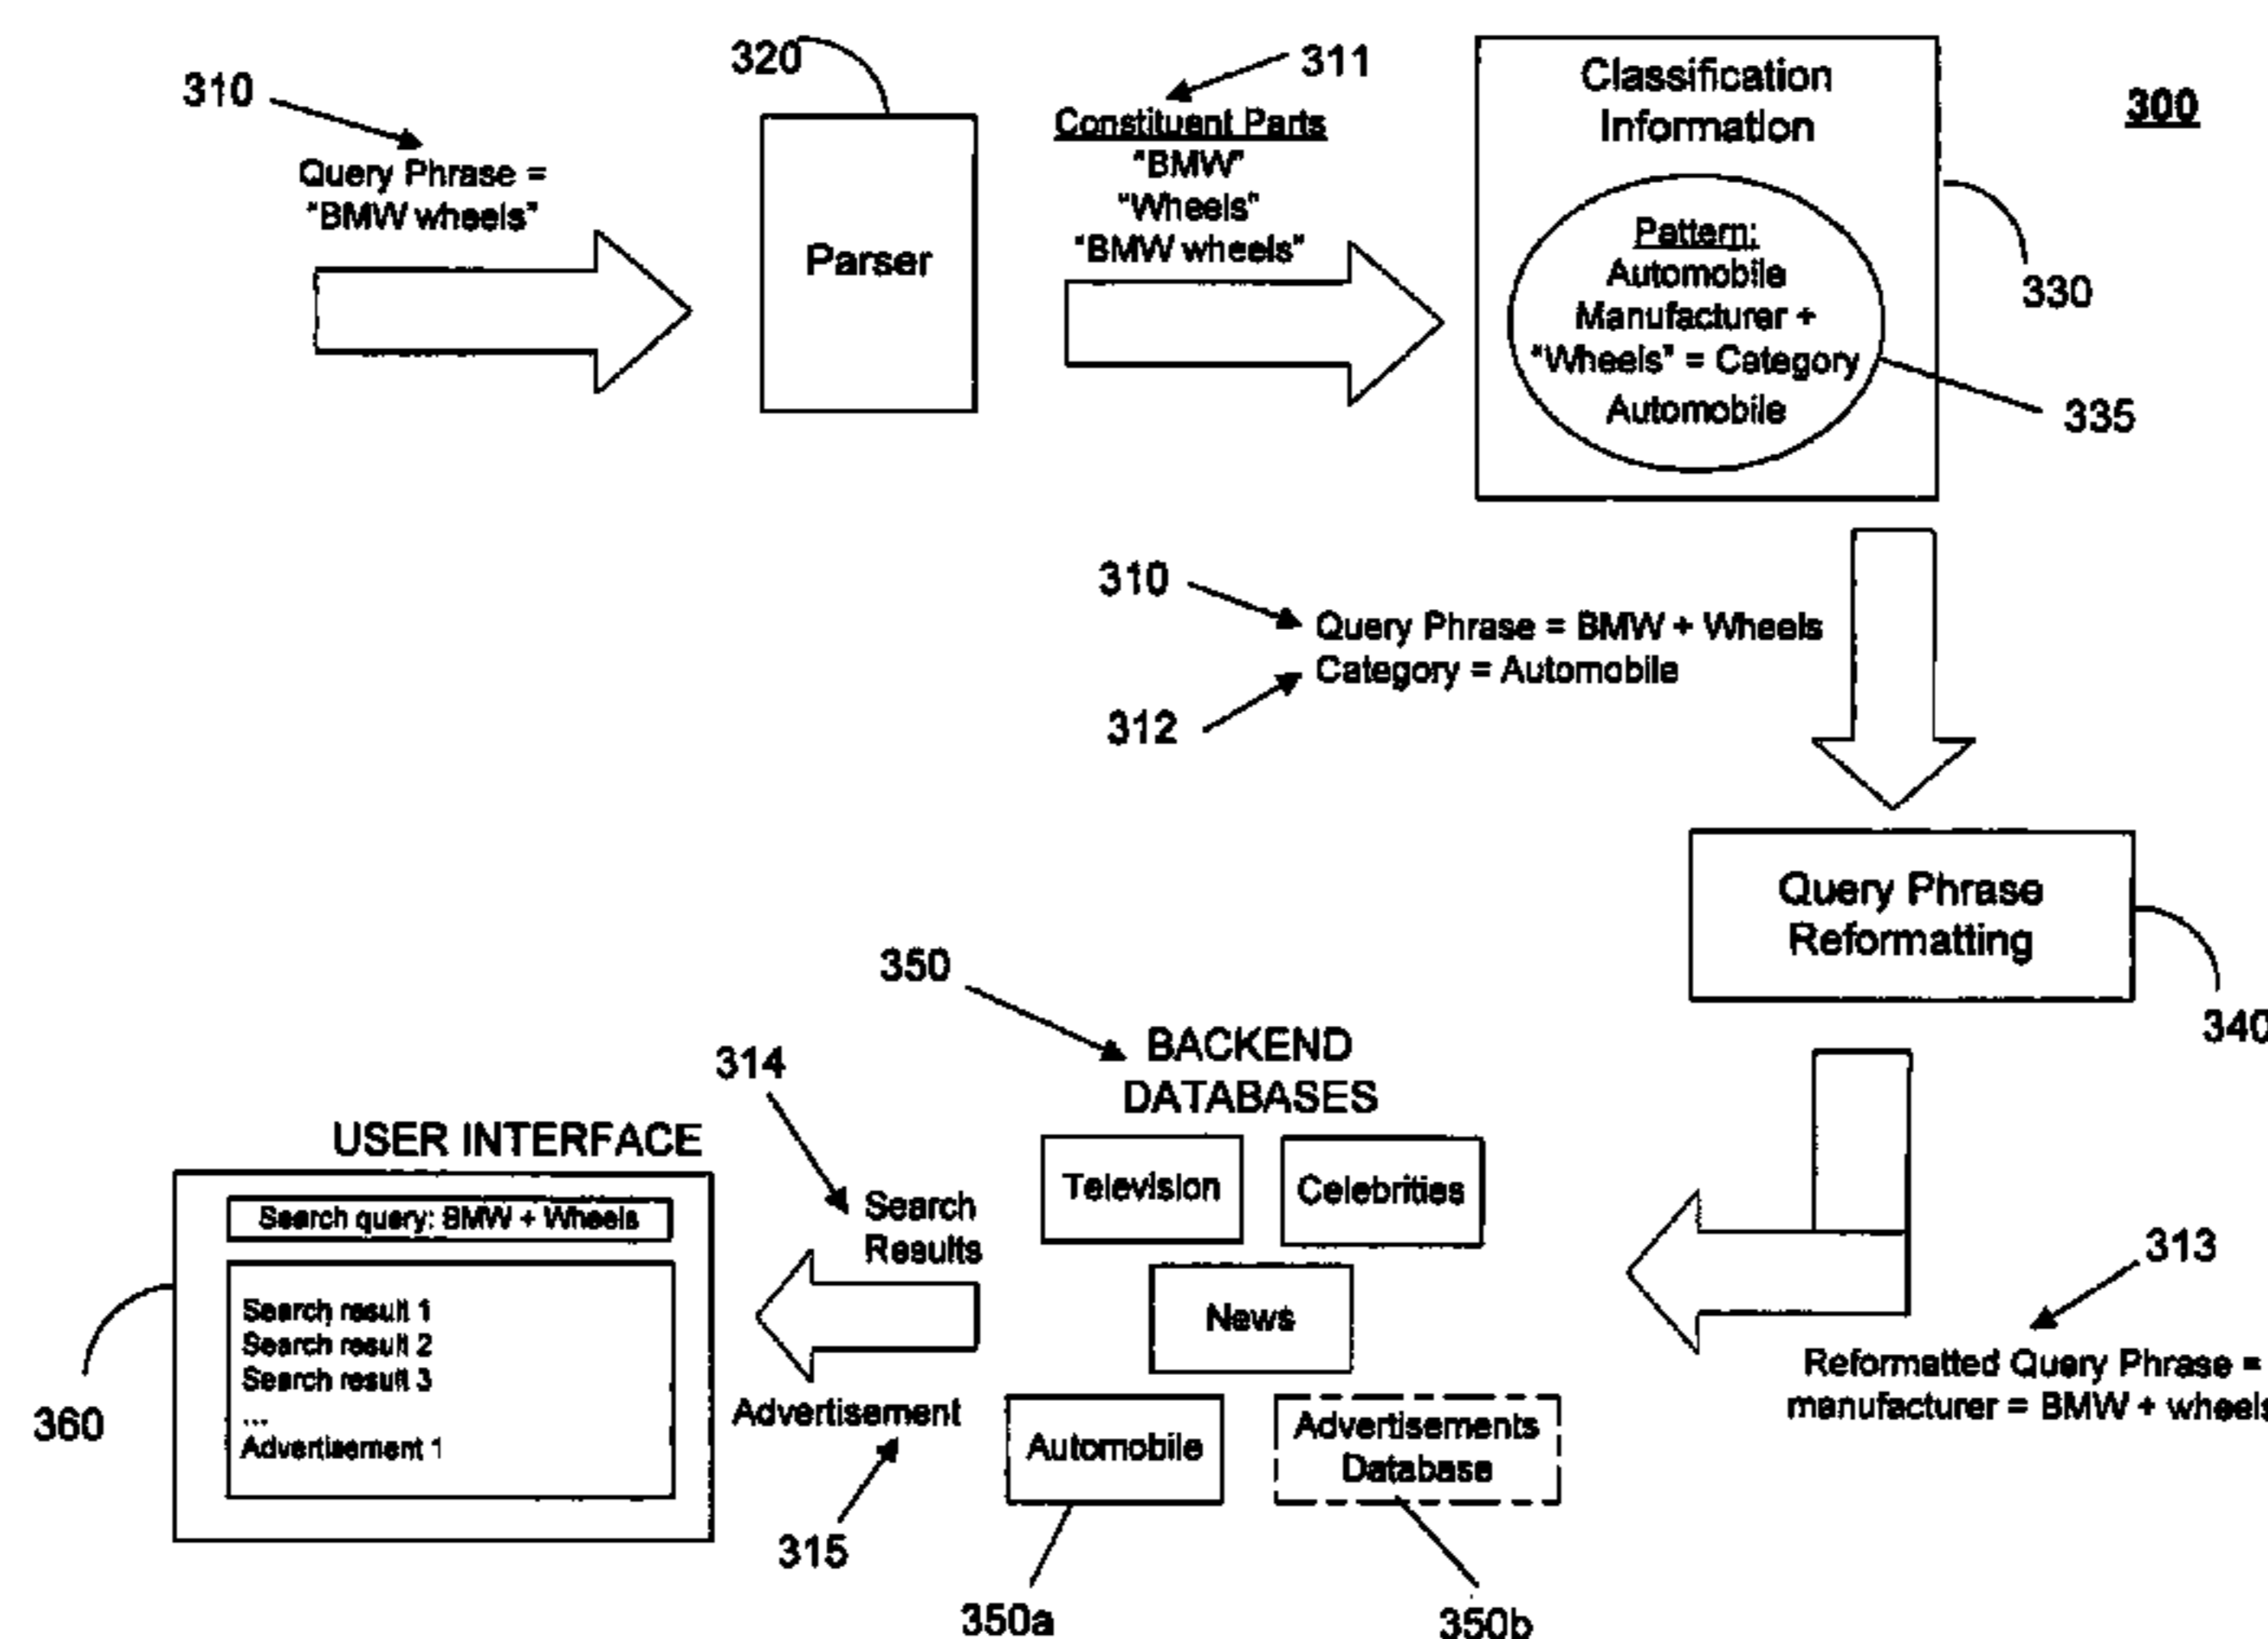 320
311
310
Classification
Information
300
Constituent Parts
"BMW"
"Wheels"
"BMW wheels"
Query Phrase =
"BMW wheels"
Parser
Pattern:
Automobile
Manufacturer +
"Wheels" = Category
Automobile
330
335
310
Query Phrase = BMW + Wheels
Category = Automobile
312
Query Phrase
Reformatting
340
350
BACKEND
DATABASES
314
USER INTERFACE
Search query: BMW + Wheels
Search result 1
Search result 2
Search result 3
...
Advertisement 1
360
Search
Results
Advertisement
315
Television
Celebrities
News
Automobile
Advertisements
Database
350a
350b
313
Reformatted Query Phrase =
manufacturer = BMW + wheels